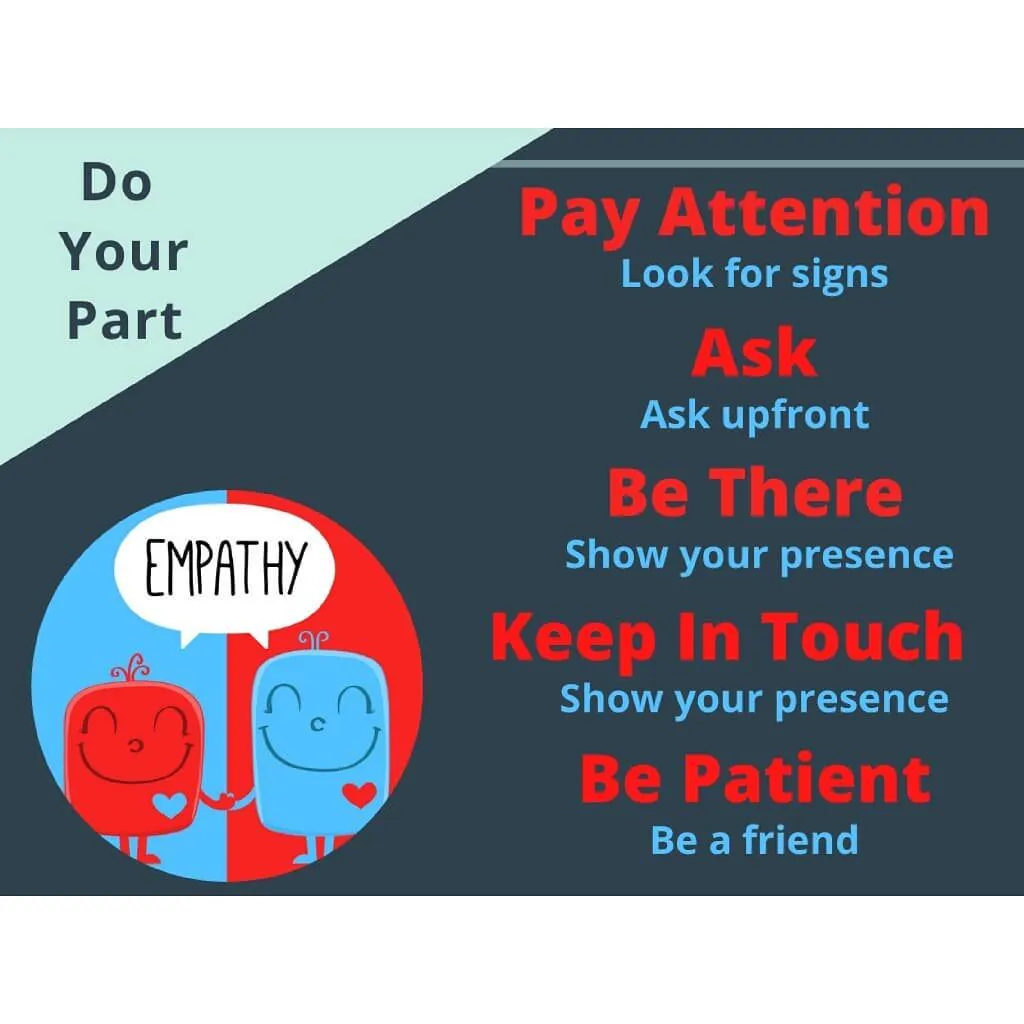 Do
Your
Part
Pay Attention
Look for signs
Ask
Ask upfront
Be There
Show your presence
Keep In Touch
Show your presence
Be Patient
Be a friend
EMPATHY